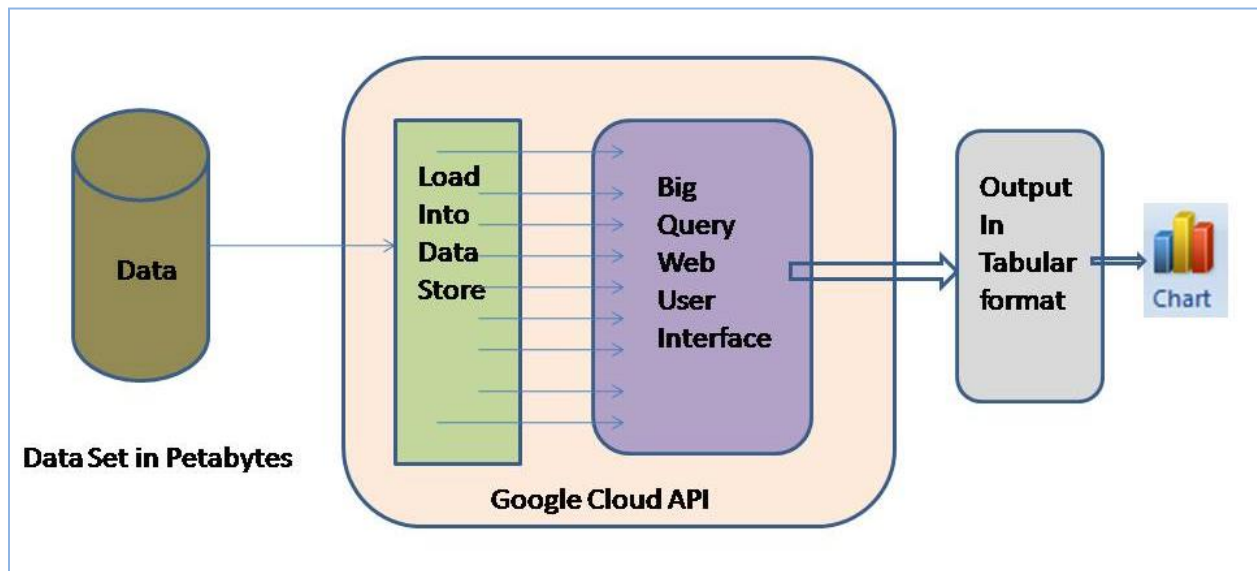 Data
Data Set in Petabytes
Load
Into
Data
Store
Big
Query
Web
User
Interface
Google Cloud API
Output
In
Tabular
format
Chart